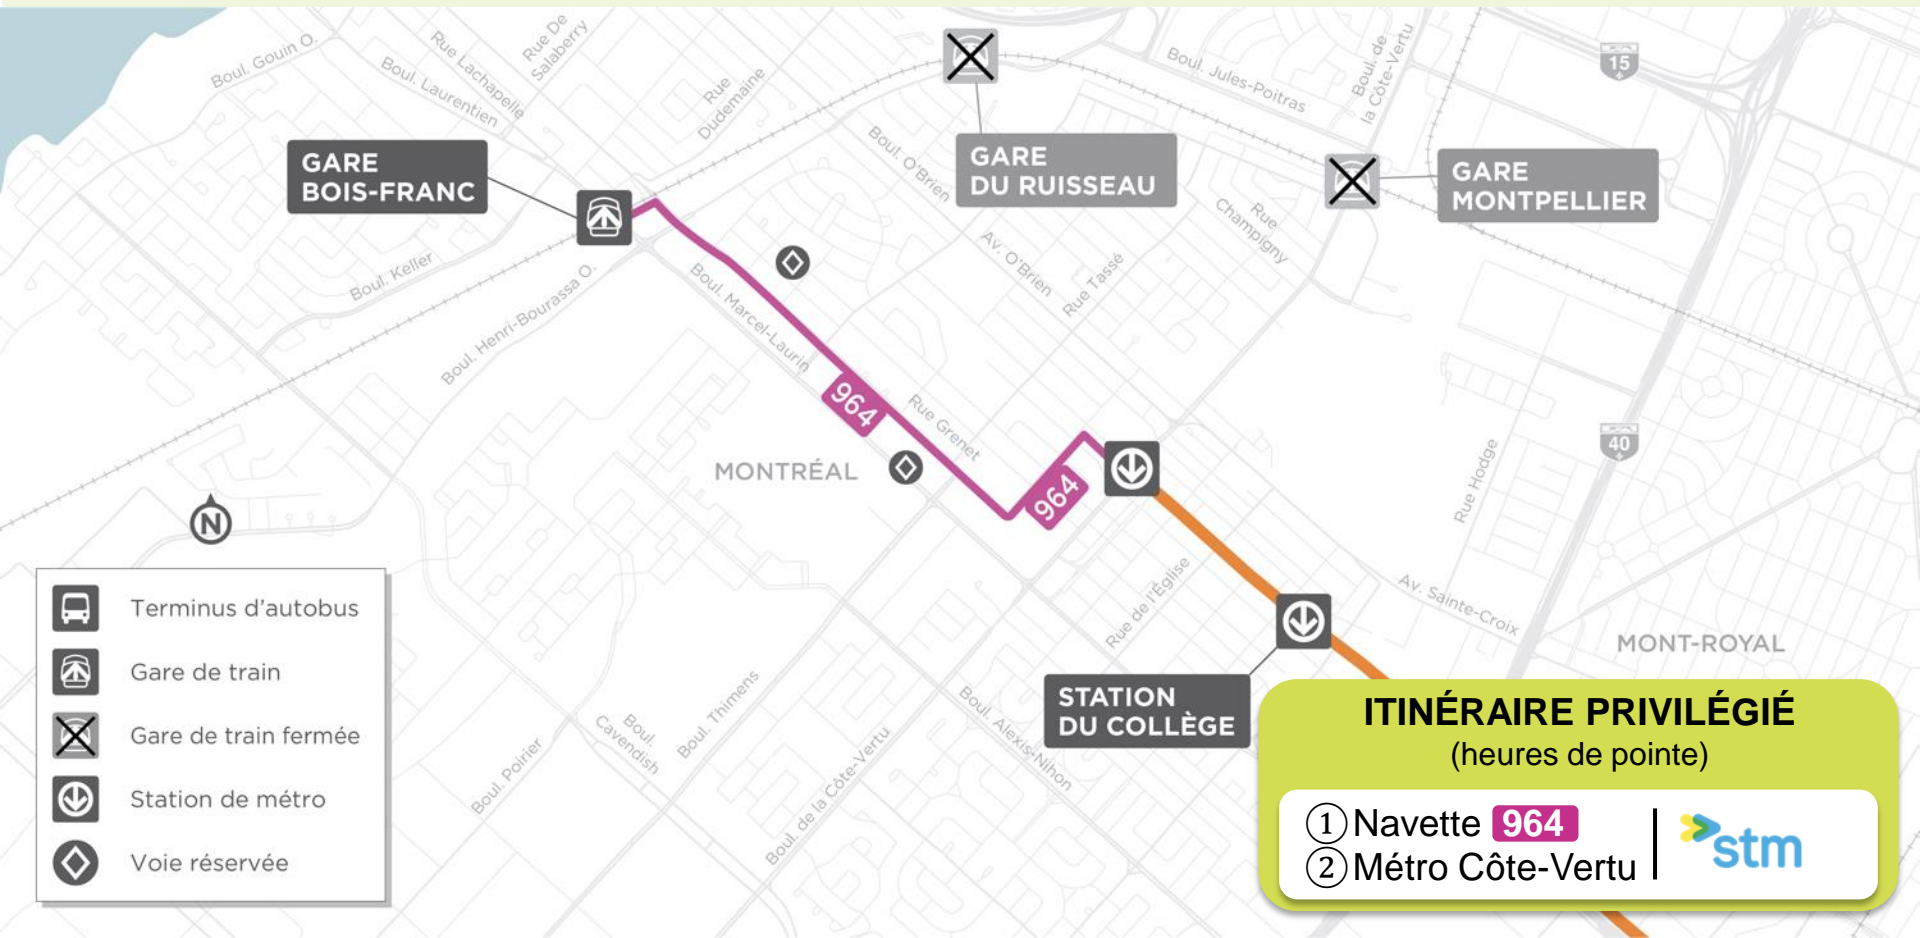 Boul. Gouin O.
Rue Lachapelle
Boul. Laurentien
Rue De
Salaberry
Rue
Dudemaine
Boul. O'Brien
Boul. Jules-Poitras
Boul. de
la Côte-Vertu
15
GARE
BOIS-FRANC
GARE
DU RUISSEAU
GARE
MONTPELLIER
Rue
Champigny
Av. O'Brien
Rue Tassé
Boul. Keller
Boul. Henri-Bourassa O.
Boul. Marcel-Laurin
964
Rue Grenet
MONTRÉAL
964
40
Rue Hodge
N
Av. Sainte-Croix
Rue de l'Église
MONT-ROYAL
STATION
DU COLLÈGE
Boul. Alexis-Nihon
Boul. Thimens
Boul.
Cavendish
Boul. Poirier
Boul. de la Côte-Vertu
Terminus d'autobus
Gare de train
Gare de train fermée
Station de métro
Voie réservée
ITINÉRAIRE PRIVILÉGIÉ
(heures de pointe)
1 Navette 964
2 Métro Côte-Vertu
stm